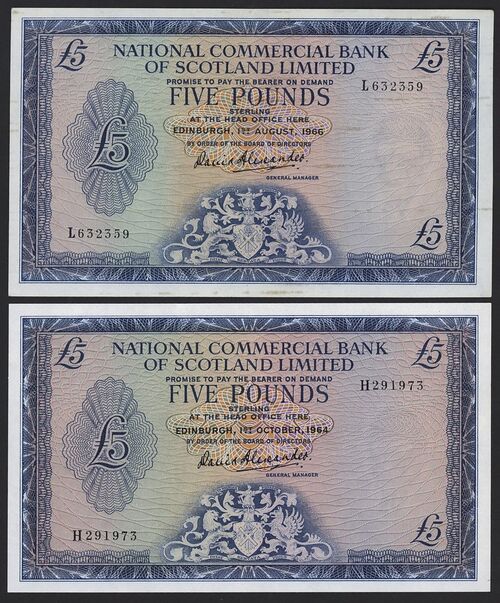 £5
NATIONAL COMMERCIAL BANK
£5
OF SCOTLAND LIMITED
PROMISE TO PAY THE BEARER ON DEMAND
L632359
FIVE POUNDS
STERLING
AT THE HEAD OFFICE HERE
EDINBURGH, 1ST AUGUST, 1966
BY ORDER OF THE BOARD OF DIRECTORS
£5
David Alexander.
GENERAL MANAGER
L632359
£5
£5
NATIONAL COMMERCIAL BANK
£5
OF SCOTLAND LIMITED
PROMISE TO PAY THE BEARER ON DEMAND
H291973
FIVE POUNDS
STERLING
AT THE HEAD OFFICE HERE
EDINBURGH, 1ST OCTOBER, 1964
BY ORDER OF THE BOARD OF DIRECTORS
£5
David Alexander.
GENERAL MANAGER
H291973
£5